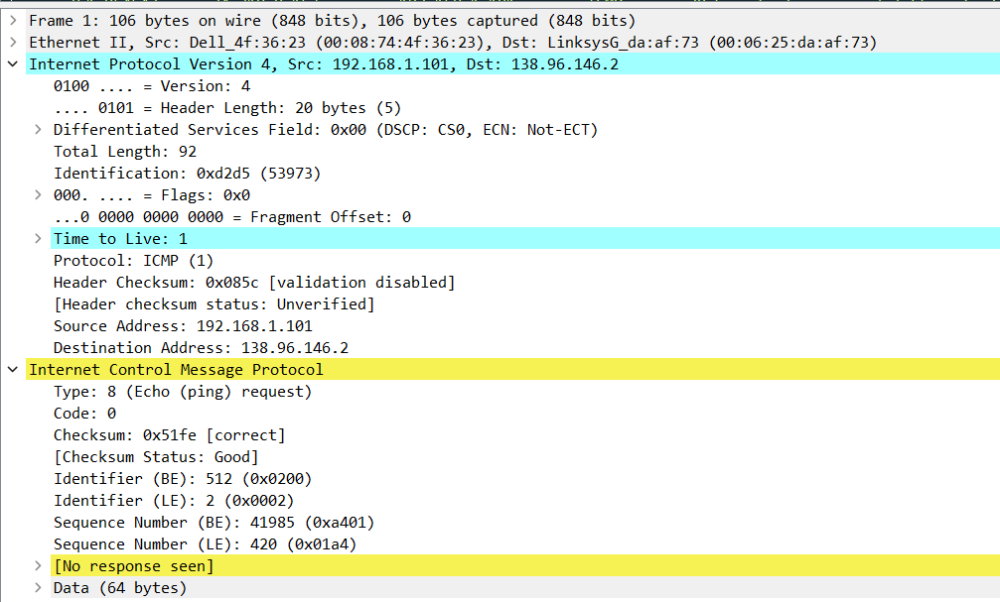 Frame 1: 106 bytes on wire (848 bits), 106 bytes captured (848 bits)
Ethernet II, Src: Dell_4f:36:23 (00:08:74:4f:36:23), Dst: LinksysG_da:af:73 (00:06:25:da:af:73)
Internet Protocol Version 4, Src: 192.168.1.101, Dst: 138.96.146.2
0100 .... = Version: 4
.... 0101 = Header Length: 20 bytes (5)
Differentiated Services Field: 0x00 (DSCP: CS0, ECN: Not-ECT)
Total Length: 92
Identification: 0xd2d5 (53973)
000. .... = Flags: 0x0
...0 0000 0000 0000 = Fragment Offset: 0
Time to Live: 1
Protocol: ICMP (1)
Header Checksum: 0x085c [validation disabled]
[Header checksum status: Unverified]
Source Address: 192.168.1.101
Destination Address: 138.96.146.2
Internet Control Message Protocol
Type: 8 (Echo (ping) request)
Code: 0
Checksum: 0x51fe [correct]
[Checksum Status: Good]
Identifier (BE): 512 (0x0200)
Identifier (LE): 2 (0x0002)
Sequence Number (BE): 41985 (0xa401)
Sequence Number (LE): 420 (0x01a4)
[No response seen]
Data (64 bytes)